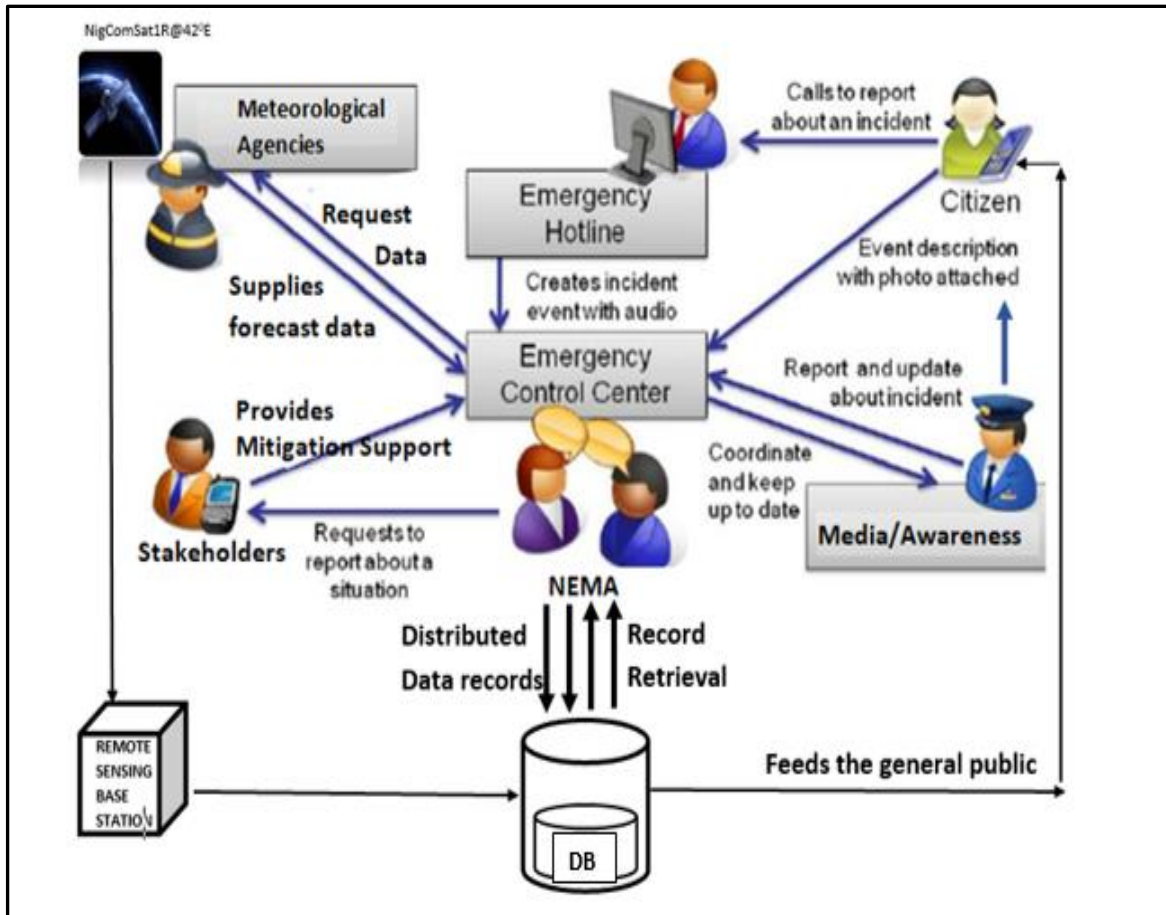 NigComSat1R@42⁰E
Meteorological
Agencies
Calls to report
about an incident
Emergency
Hotline
Citizen
Request
Data
Supplies
forecast data
Creates incident
event with audio
Event description
with photo attached
Emergency
Control Center
Report and update
about incident
Provides
Mitigation Support
Coordinate
and keep
up to date
Stakeholders
Requests to
report about a
situation
Media/Awareness
NEMA
Distributed
Data records
Record
Retrieval
REMOTE
SENSING
BASE
STATION
Feeds the general public
DB